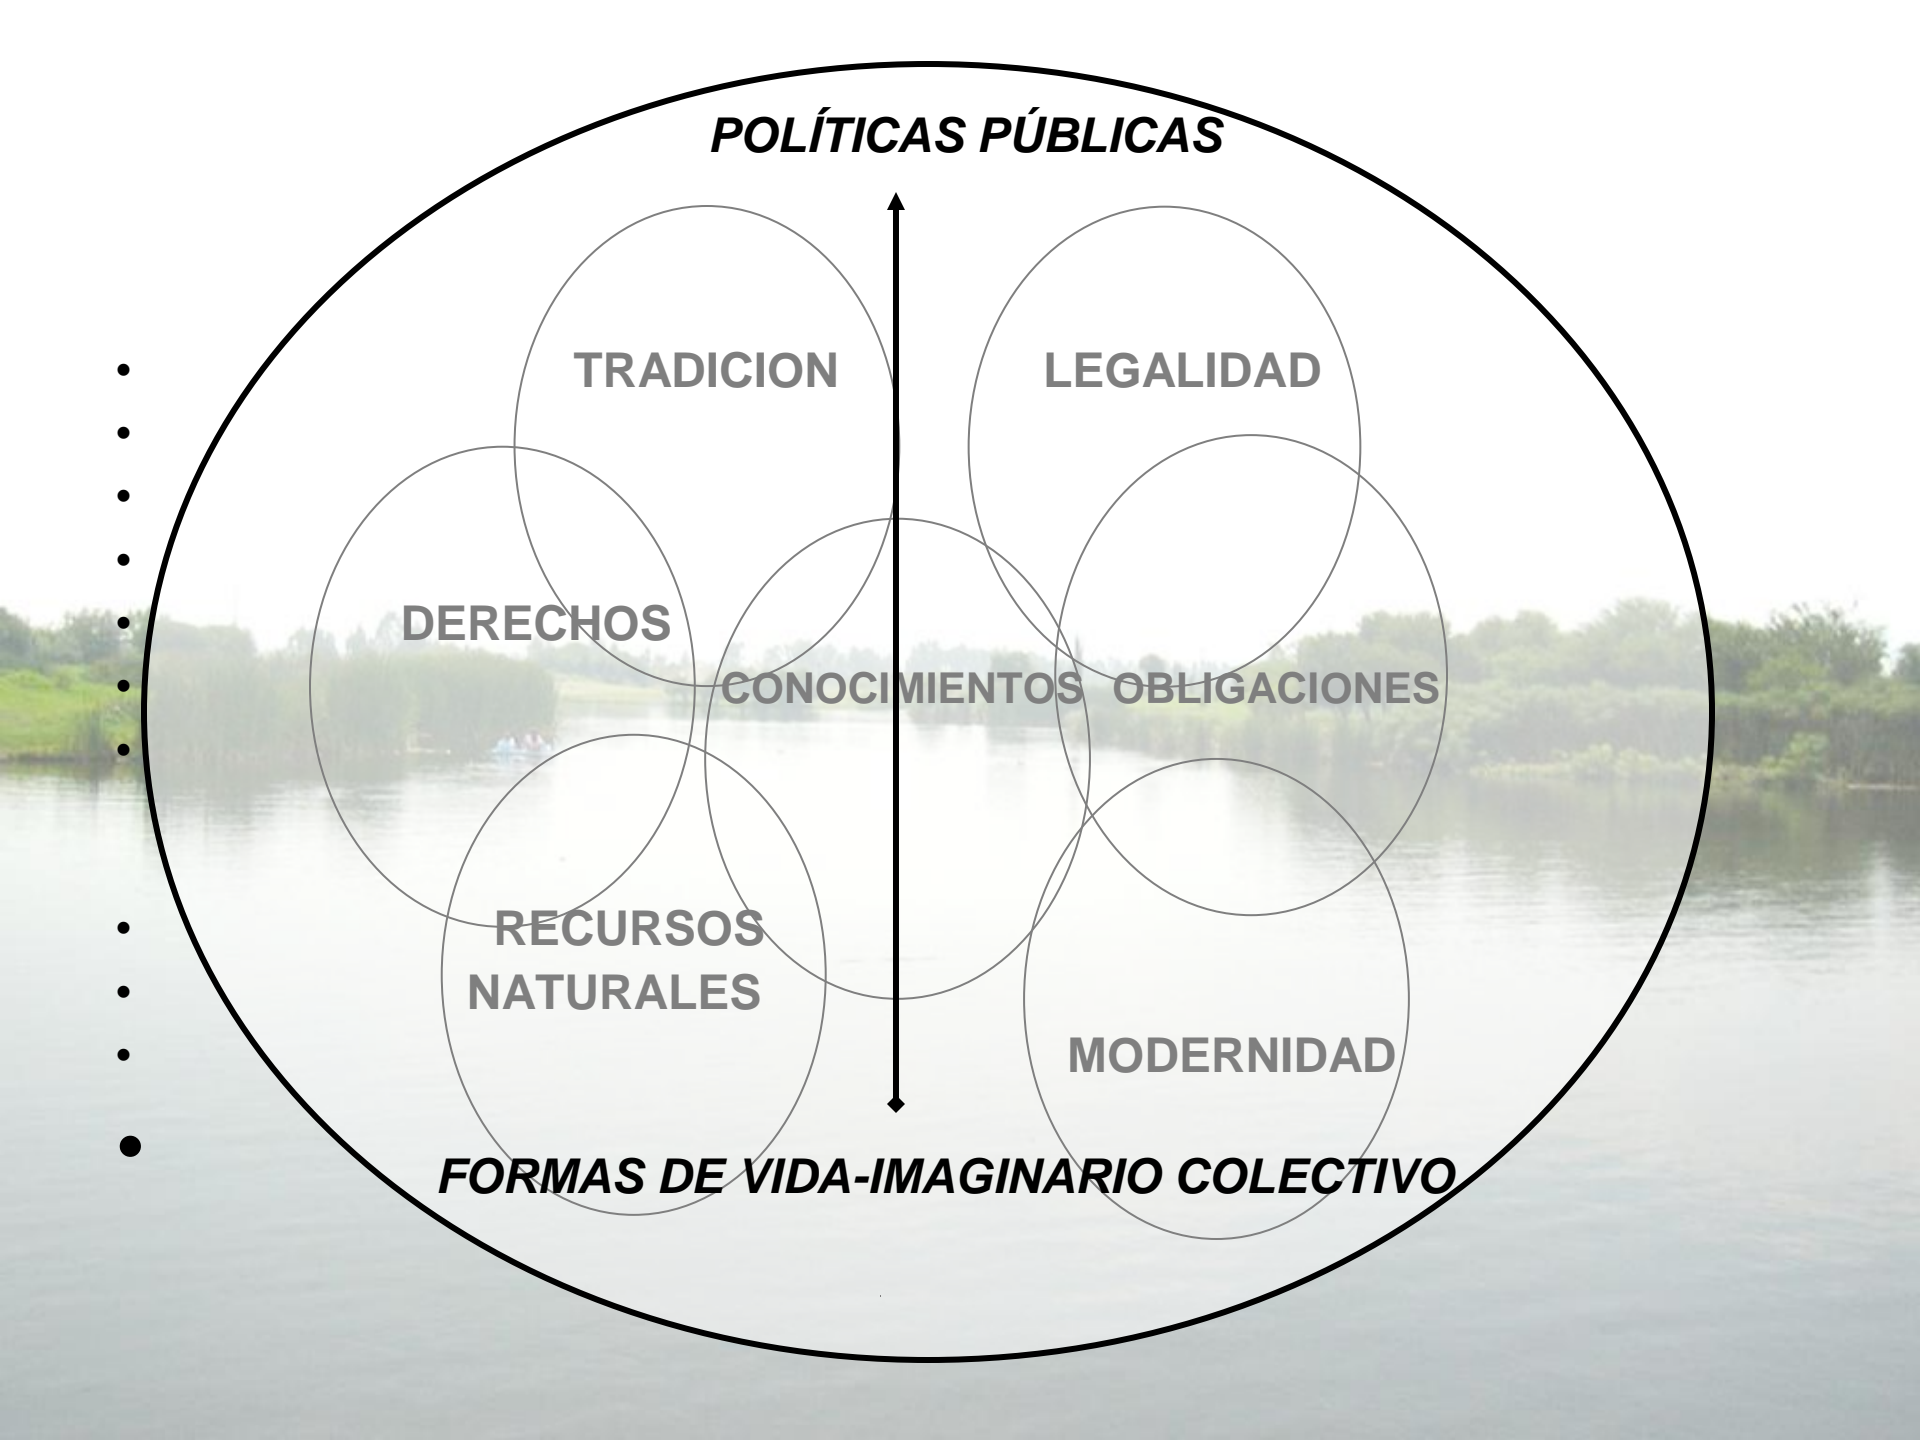 POLÍTICAS PÚBLICAS
TRADICION
LEGALIDAD
DERECHOS
CONOCIMIENTOS
OBLIGACIONES
RECURSOS
NATURALES
MODERNIDAD
FORMAS DE VIDA-IMAGINARIO COLECTIVO